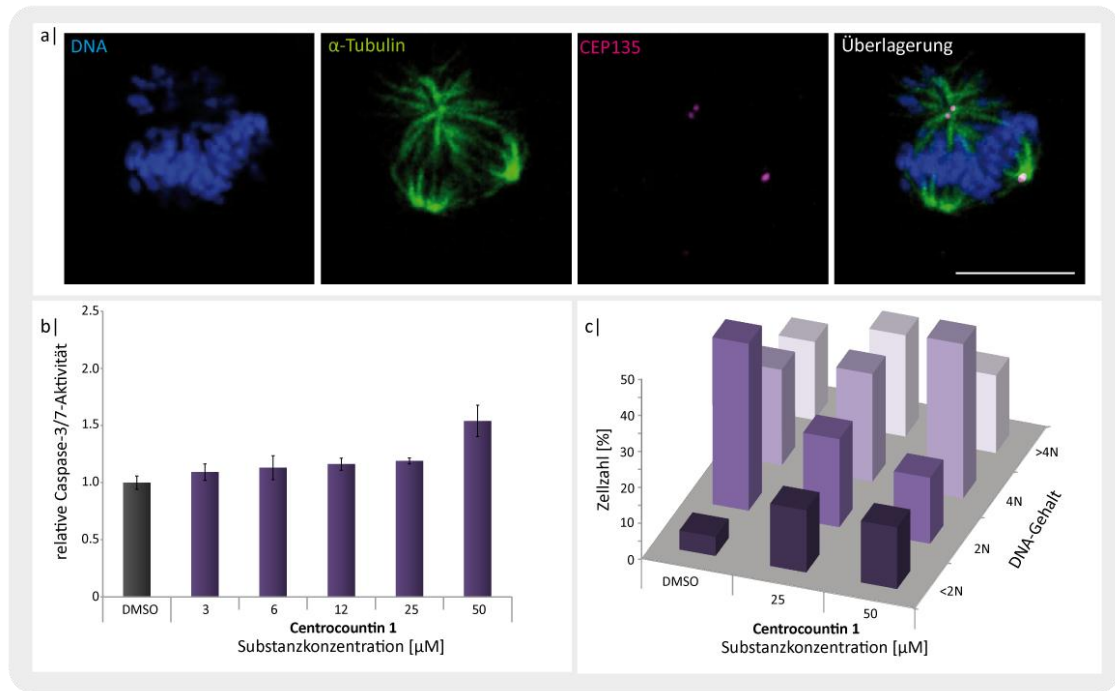 a|
DNA
α-Tubulin
CEP135
Überlagerung
b|
relative Caspase-3/7-Aktivität
2.5
2.0
1.5
1.0
0.5
0
DMSO
3
6
12
25
50
Centrocountin 1
Substanzkonzentration [µM]
c|
Zellzahl [%]
50
40
30
20
10
0
DMSO
25
50
<2N
2N
4N
>4N
DNA-Gehalt
Centrocountin 1
Substanzkonzentration [µM]